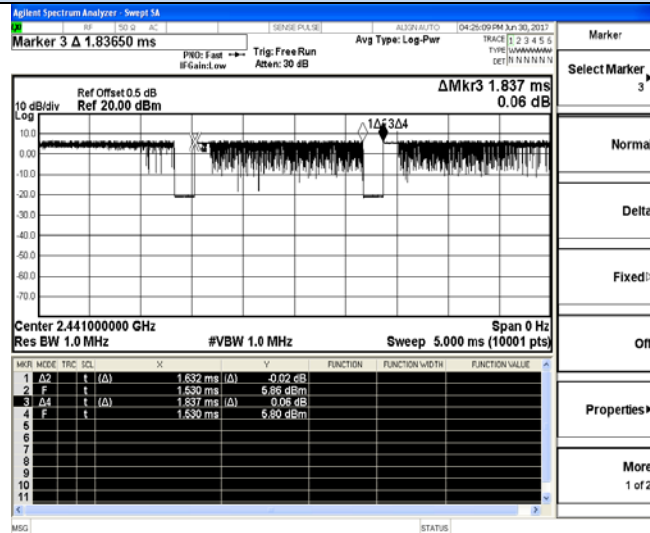 Agilent Spectrum Analyzer - Swept SA
RF 50 Ω AC SENSE:PULSE ALIGN AUTO 04:25:09 PM Jun 30, 2017
Marker 3 Δ 1.83650 ms
PNO: Fast
IFGain:Low
Trig: Free Run
Atten: 30 dB
Avg Type: Log-Pwr
TRACE 1 2 3 4 5 6
TYPE
DET N N N N N N
Ref Offset 0.5 dB
10 dB/div Ref 20.00 dBm
ΔMkr3 1.837 ms
0.06 dB
Log
10.0
0.00
-10.0
-20.0
-30.0
-40.0
-50.0
-60.0
-70.0
3Δ4
Center 2.441000000 GHz Span 0 Hz
Res BW 1.0 MHz #VBW 1.0 MHz Sweep 5.000 ms (10001 pts)
MKR MODE TRC SCL X Y FUNCTION FUNCTION WIDTH FUNCTION VALUE
1 Δ2 t (Δ) 1.632 ms (Δ) -0.02 dB
2 F t 1.530 ms 5.86 dBm
3 Δ4 t (Δ) 1.837 ms (Δ) 0.06 dB
4 F t 1.530 ms 5.80 dBm
5
6
7
8
9
10
11
MSG STATUS
Marker
Select Marker
3
Normal
Delta
Fixed
Off
Properties
More
1 of 2